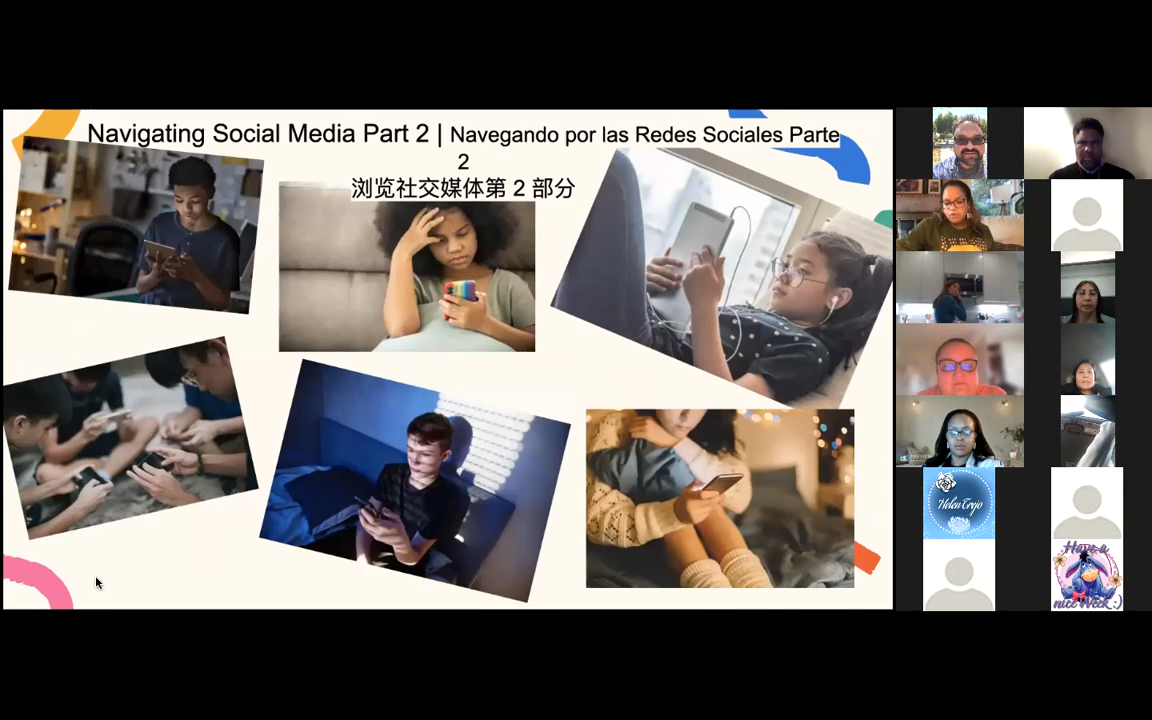 Navigating Social Media Part 2 | Navegando por las Redes Sociales Parte
2
浏览社交媒体第 2 部分
Helen Trejo
Have a
nice Week :)